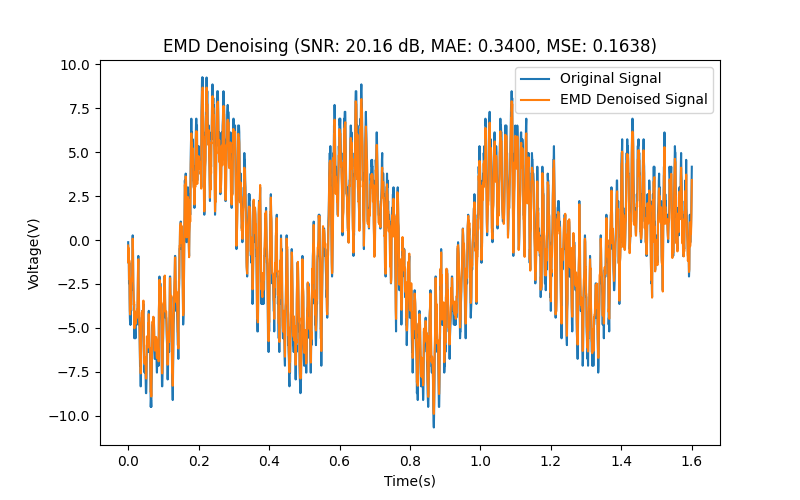 EMD Denoising (SNR: 20.16 dB, MAE: 0.3400, MSE: 0.1638)
Original Signal
EMD Denoised Signal
10.0
7.5
5.0
2.5
0.0
−2.5
−5.0
−7.5
−10.0
Voltage(V)
0.0 0.2 0.4 0.6 0.8 1.0 1.2 1.4 1.6
Time(s)